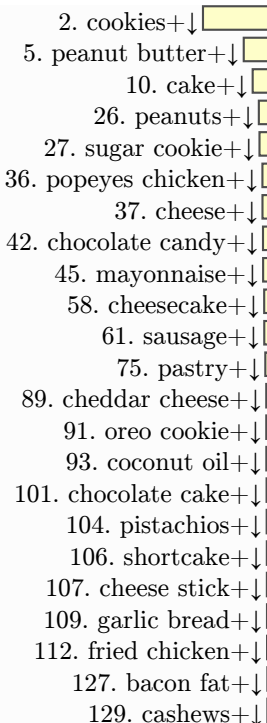 2. cookies+↓
5. peanut butter+↓
10. cake+↓
26. peanuts+↓
27. sugar cookie+↓
36. popeyes chicken+↓
37. cheese+↓
42. chocolate candy+↓
45. mayonnaise+↓
58. cheesecake+↓
61. sausage+↓
75. pastry+↓
89. cheddar cheese+↓
91. oreo cookie+↓
93. coconut oil+↓
101. chocolate cake+↓
104. pistachios+↓
106. shortcake+↓
107. cheese stick+↓
109. garlic bread+↓
112. fried chicken+↓
127. bacon fat+↓
129. cashews+↓